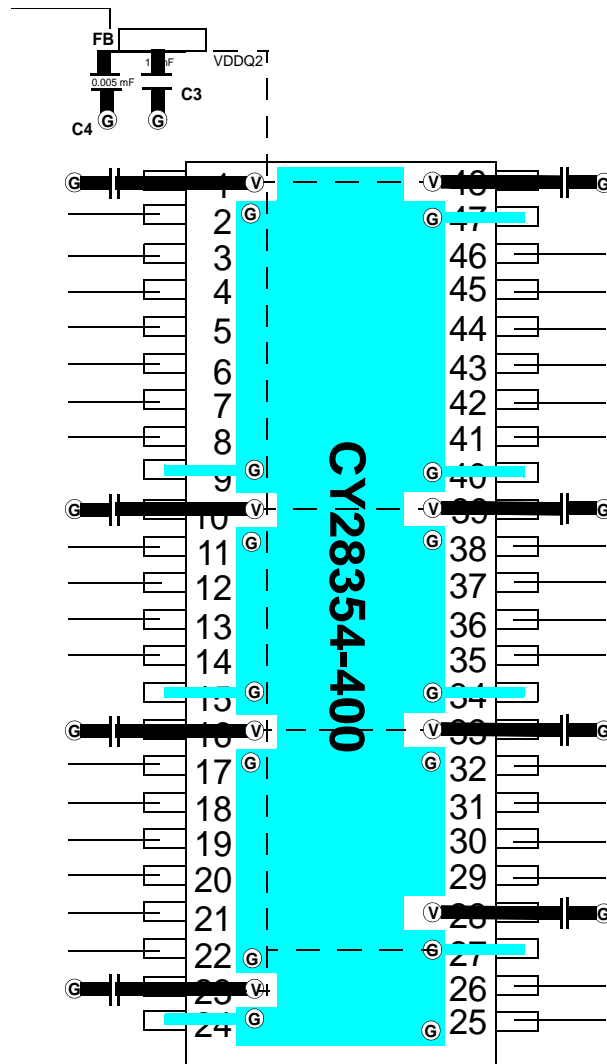 FB
VDDQ2
0.005 mF
C3
G G
C4
G V V 48 G
2 G G 47
3 46
4 45
5 44
6 43
7 42
8 41
9 G G 40
G 10 V V 39 G
11 G G 38
12 37
13 36
14 35
15 G G 34
G 16 V V 33 G
17 G G 32
18 31
19 30
20 29
21 V 28 G
22 G G 27
G 23 V 26
24 G G 25
CY28354-400